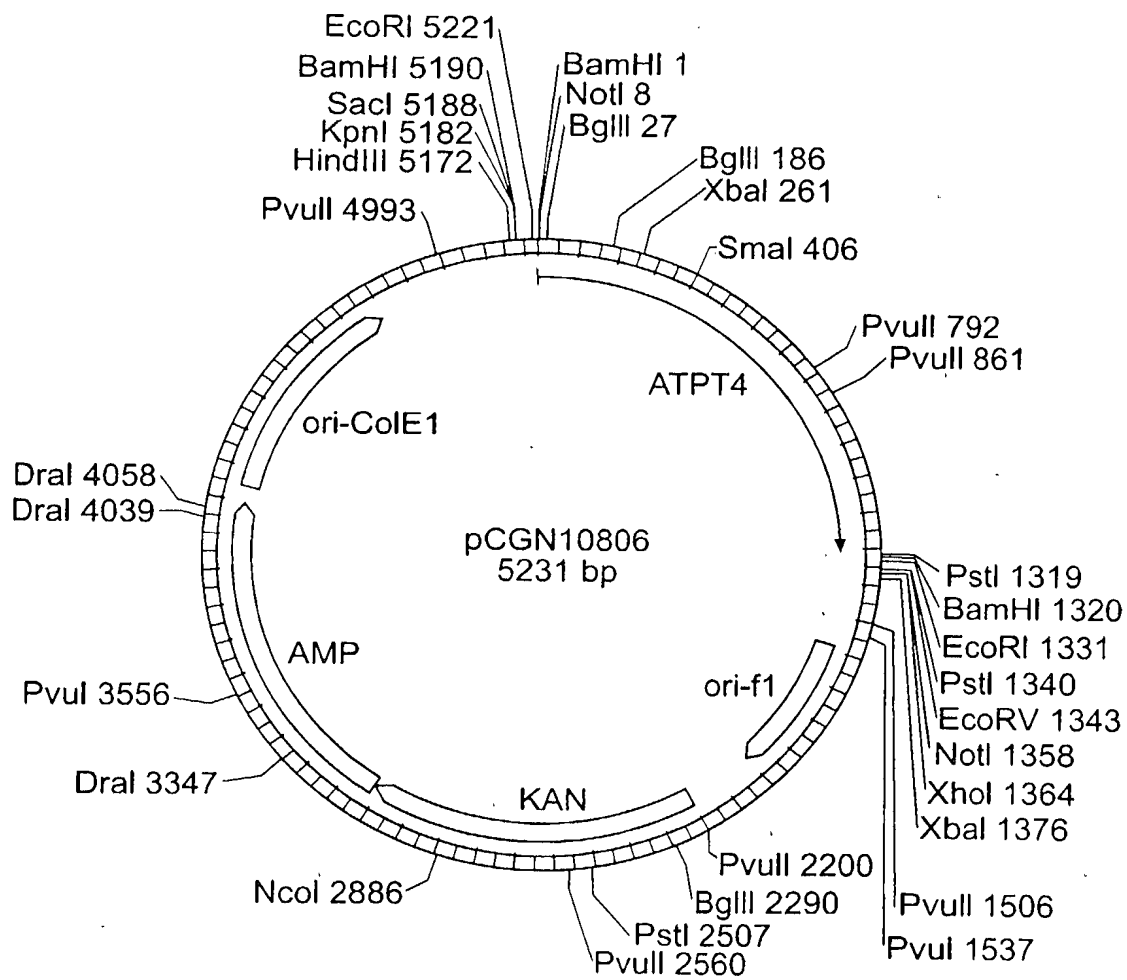 EcoRI 5221
BamHI 5190
SacI 5188
KpnI 5182
HindIII 5172
PvuII 4993
BamHI 1
NotI 8
BglII 27
BglII 186
XbaI 261
SmaI 406
PvuII 792
PvuII 861
ATPT4
ori-ColE1
DraI 4058
DraI 4039
pCGN10806
5231 bp
PstI 1319
BamHI 1320
EcoRI 1331
PstI 1340
EcoRV 1343
NotI 1358
XhoI 1364
XbaI 1376
AMP
ori-f1
PvuI 3556
DraI 3347
KAN
NcoI 2886
PvuII 2200
BglII 2290
PstI 2507
PvuII 2560
PvuII 1506
PvuI 1537